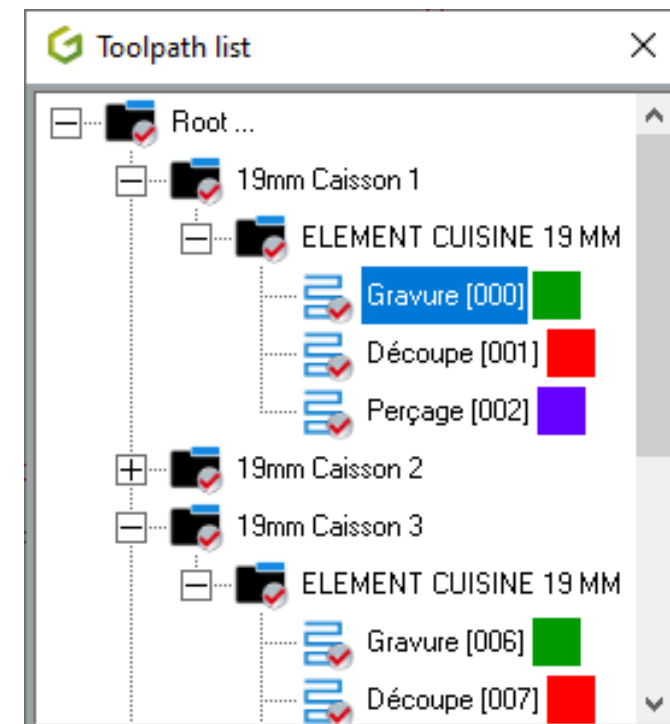 Toolpath list
Root ...
19mm Caisson 1
ELEMENT CUISINE 19 MM
Gravure [000]
Découpe [001]
Perçage [002]
19mm Caisson 2
19mm Caisson 3
ELEMENT CUISINE 19 MM
Gravure [006]
Découpe [007]